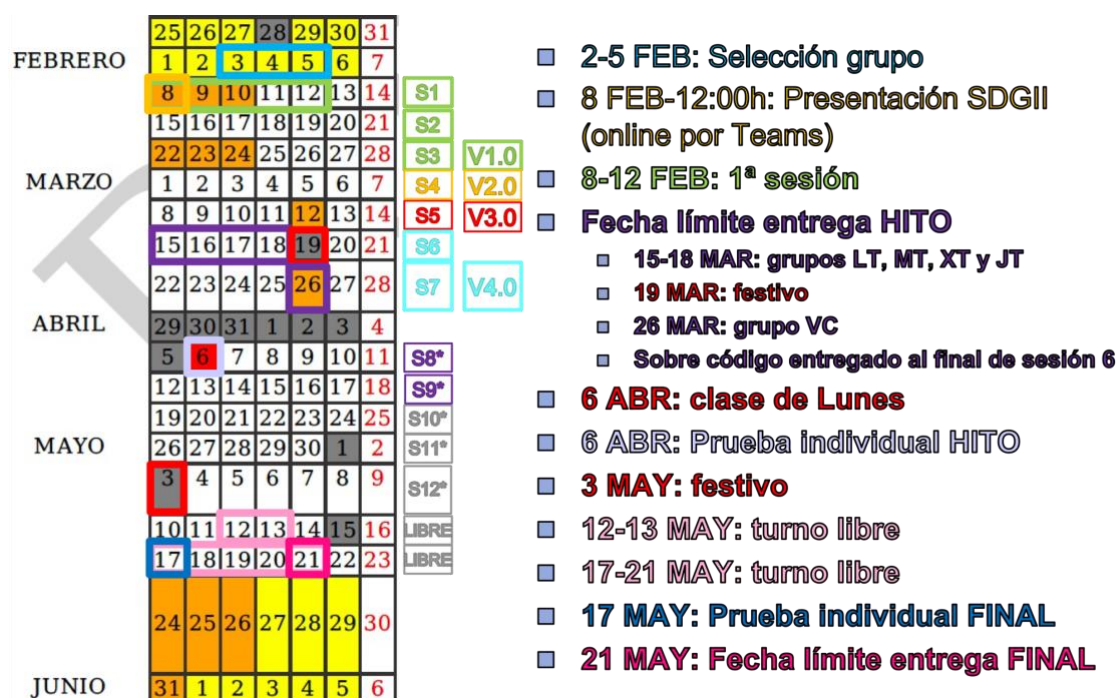 25 26 27 28 29 30 31
FEBRERO 1 2 3 4 5 6 7
8 9 10 11 12 13 14 S1
15 16 17 18 19 20 21 S2
22 23 24 25 26 27 28 S3 V1.0
MARZO 1 2 3 4 5 6 7 S4 V2.0
8 9 10 11 12 13 14 S5 V3.0
15 16 17 18 19 20 21 S6
22 23 24 25 26 27 28 S7 V4.0
ABRIL 29 30 31 1 2 3 4
5 6 7 8 9 10 11 S8*
12 13 14 15 16 17 18 S9*
19 20 21 22 23 24 25 S10*
MAYO 26 27 28 29 30 1 2 S11*
3 4 5 6 7 8 9 S12*
10 11 12 13 14 15 16 LIBRE
17 18 19 20 21 22 23 LIBRE
24 25 26 27 28 29 30
JUNIO 31 1 2 3 4 5 6
2-5 FEB: Selección grupo
8 FEB-12:00h: Presentación SDGII
(online por Teams)
8-12 FEB: 1ª sesión
Fecha límite entrega HITO
15-18 MAR: grupos LT, MT, XT y JT
19 MAR: festivo
26 MAR: grupo VC
Sobre código entregado al final de sesión 6
6 ABR: clase de Lunes
6 ABR: Prueba individual HITO
3 MAY: festivo
12-13 MAY: turno libre
17-21 MAY: turno libre
17 MAY: Prueba individual FINAL
21 MAY: Fecha límite entrega FINAL